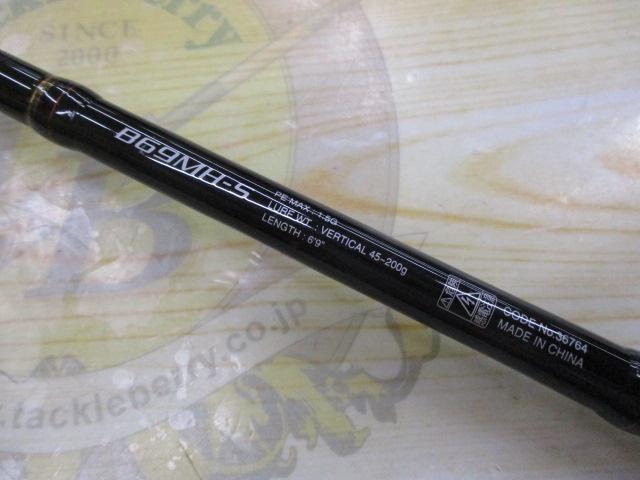 SINCE
2000
B69MH-S
PE MAX : 1.5G
LURE WT. : VERTICAL 45-200g
LENGTH : 6'9"
CODE No.36764
MADE IN CHINA
.tackleberry.co.jp